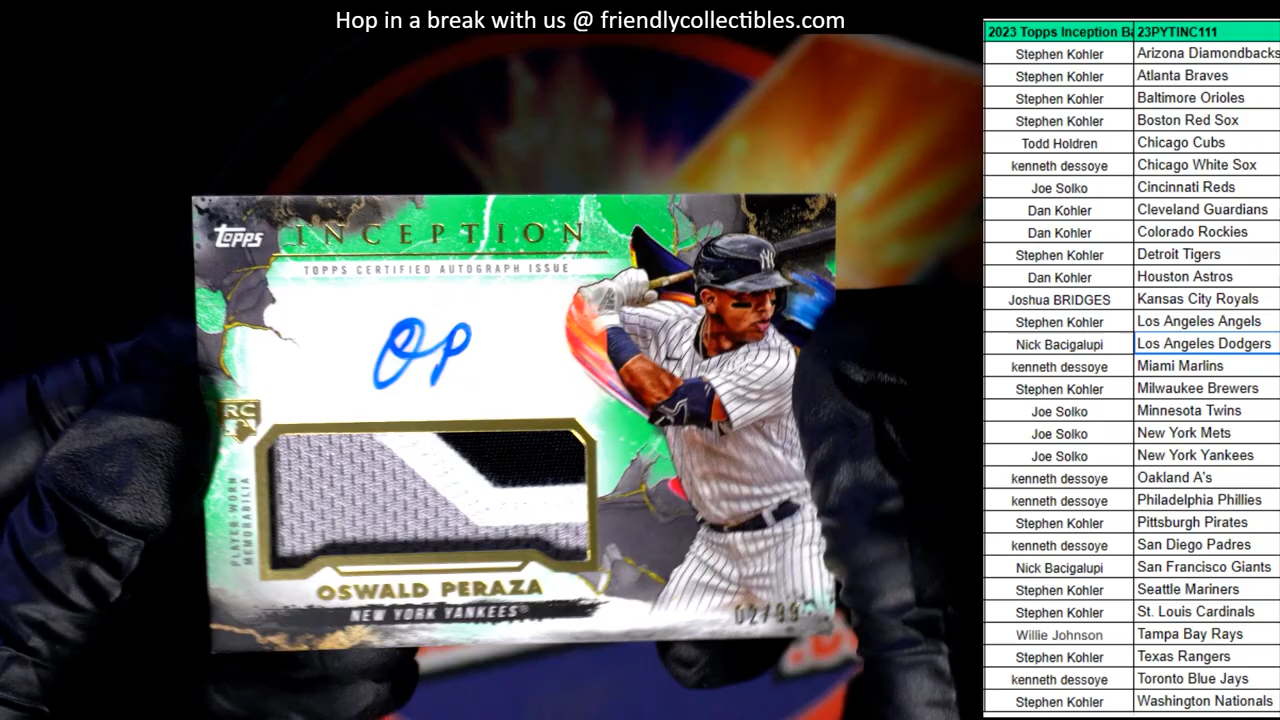 Hop in a break with us @ friendlycollectibles.com
Topps INCEPTION
TOPPS CERTIFIED AUTOGRAPH ISSUE
OP
RC
PLAYER-WORN
MEMORABILIA
OSWALD PERAZA
NEW YORK YANKEES®
02/99
2023 Topps Inception Ba 23PYTINC111
Stephen Kohler Arizona Diamondbacks
Stephen Kohler Atlanta Braves
Stephen Kohler Baltimore Orioles
Stephen Kohler Boston Red Sox
Todd Holdren Chicago Cubs
kenneth dessoye Chicago White Sox
Joe Solko Cincinnati Reds
Dan Kohler Cleveland Guardians
Dan Kohler Colorado Rockies
Stephen Kohler Detroit Tigers
Dan Kohler Houston Astros
Joshua BRIDGES Kansas City Royals
Stephen Kohler Los Angeles Angels
Nick Bacigalupi Los Angeles Dodgers
kenneth dessoye Miami Marlins
Stephen Kohler Milwaukee Brewers
Joe Solko Minnesota Twins
Joe Solko New York Mets
Joe Solko New York Yankees
kenneth dessoye Oakland A's
kenneth dessoye Philadelphia Phillies
Stephen Kohler Pittsburgh Pirates
kenneth dessoye San Diego Padres
Nick Bacigalupi San Francisco Giants
Stephen Kohler Seattle Mariners
Stephen Kohler St. Louis Cardinals
Willie Johnson Tampa Bay Rays
Stephen Kohler Texas Rangers
kenneth dessoye Toronto Blue Jays
Stephen Kohler Washington Nationals